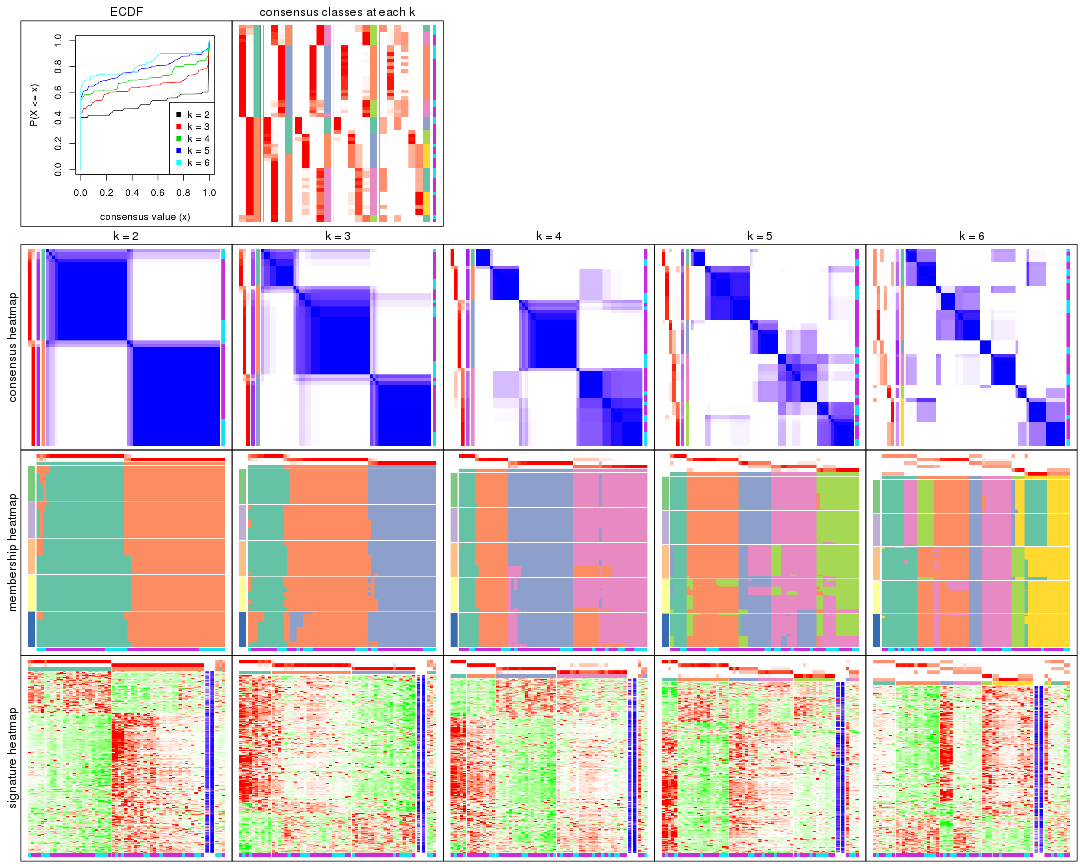 ECDF
consensus classes at each k
P(X <= x)
0.0 0.2 0.4 0.6 0.8 1.0
k = 2
k = 3
k = 4
k = 5
k = 6
0.0 0.2 0.4 0.6 0.8 1.0
consensus value (x)
k = 2
k = 3
k = 4
k = 5
k = 6
consensus heatmap
membership heatmap
signature heatmap